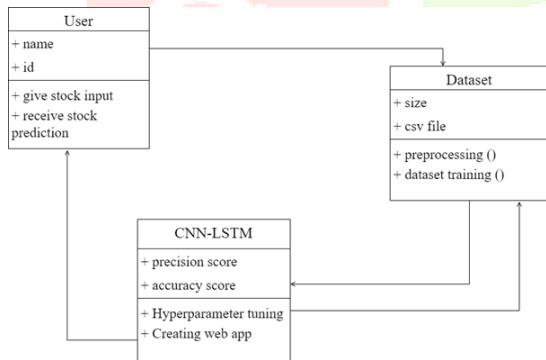 User
+ name
+ id
+ give stock input
+ receive stock
prediction
Dataset
+ size
+ csv file
+ preprocessing ()
+ dataset training ()
CNN-LSTM
+ precision score
+ accuracy score
+ Hyperparameter tuning
+ Creating web app